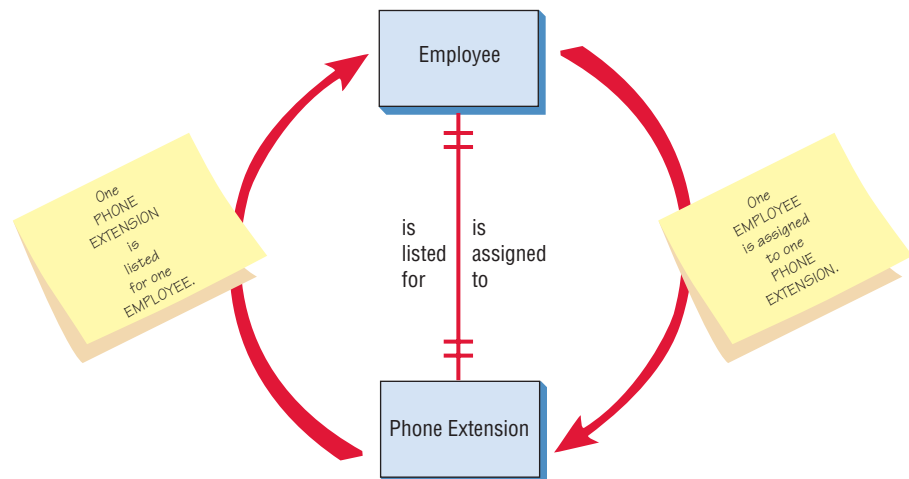 Employee
One
PHONE
EXTENSION
is
listed
for one
EMPLOYEE.
is
listed
for
is
assigned
to
One
EMPLOYEE
is assigned
to one
PHONE
EXTENSION.
Phone Extension